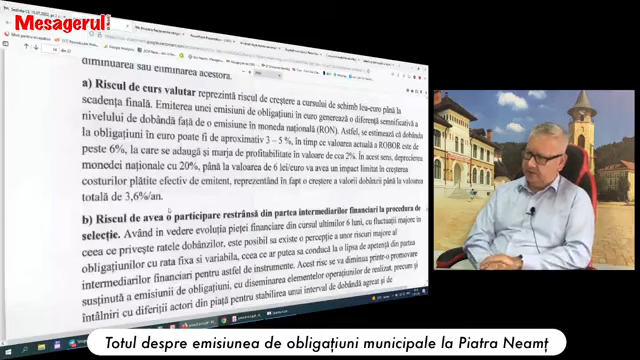 Mesagerul
diminuarea sau eliminarea acestora.
a) Riscul de curs valutar reprezintă riscul de creștere a cursului de schimb leu-euro până la
scadența finală. Emiterea unei emisiuni de obligațiuni în euro generează o diferență semnificativă a
nivelului de dobândă față de o emisiune în moneda națională (RON). Astfel, se estimează că dobânda
la obligațiuni în euro poate fi de aproximativ 3 – 5 %, în timp ce valoarea actuală a ROBOR este de
peste 6%, la care se adaugă și marja de profitabilitate în valoare de cca 2%. În acest sens, deprecierea
monedei naționale cu 20%, până la valoarea de 6 lei/euro va avea un impact limitat în creșterea
costurilor plătite efectiv de emitent, reprezentând în fapt o creștere a valorii dobânzii până la valoarea
totală de 3,6%/an.
b) Riscul de avea o participare restrânsă din partea intermediarilor financiari la procedura de
selecție. Având in vedere evoluția pieței financiare din cursul ultimilor 6 luni, cu fluctuații majore in
ceea ce privește ratele dobânzilor, este posibil sa existe o percepție a unor riscuri majore al
obligațiunilor cu rata fixa si variabila, ceea ce ar putea sa conducă la o lipsa de apetență din partea
intermediarilor financiari pentru astfel de instrumente. Acest risc se va diminua printr-o promovare
susținută a emisiunii de obligațiuni, cu diseminarea elementelor operațiunilor de realizat, precum și
întâlniri cu diferiții actori din piață pentru stabilirea unui interval de dobândă agreat și de
Totul despre emisiunea de obligațiuni municipale la Piatra Neamț